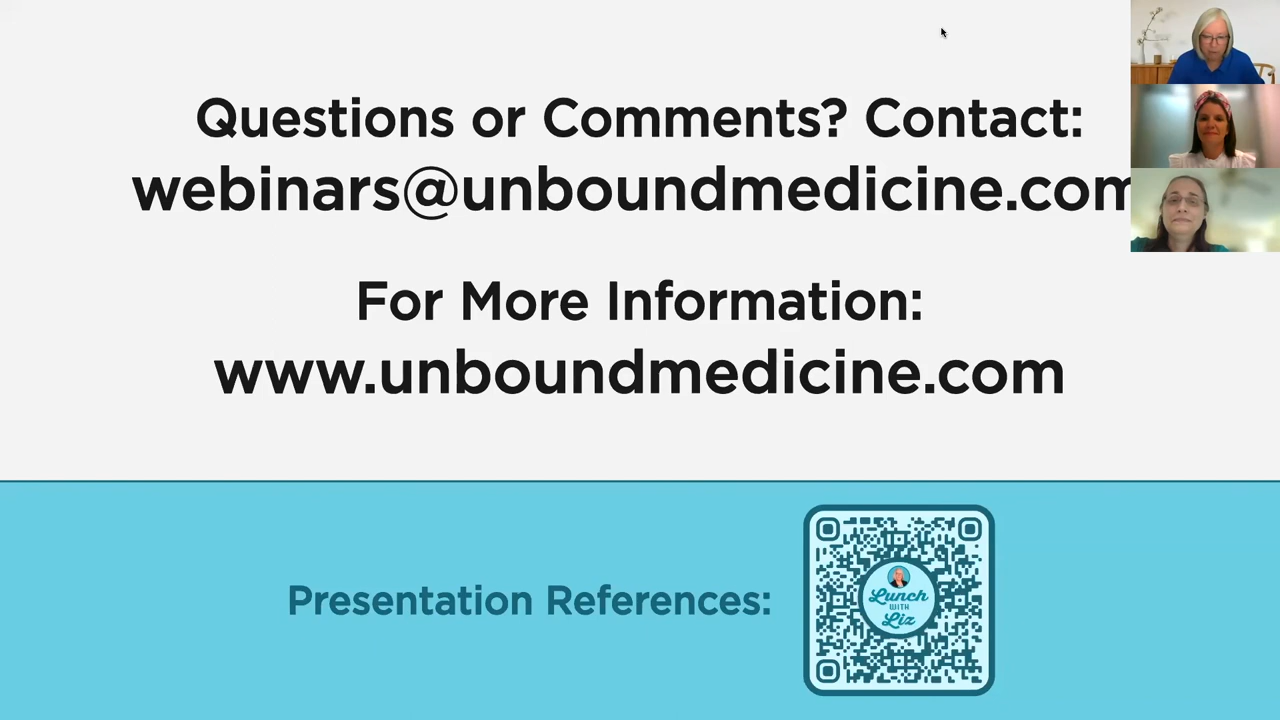 Questions or Comments? Contact:
webinars@unboundmedicine.com
For More Information:
www.unboundmedicine.com
Presentation References:
Lunch
WITH
Liz